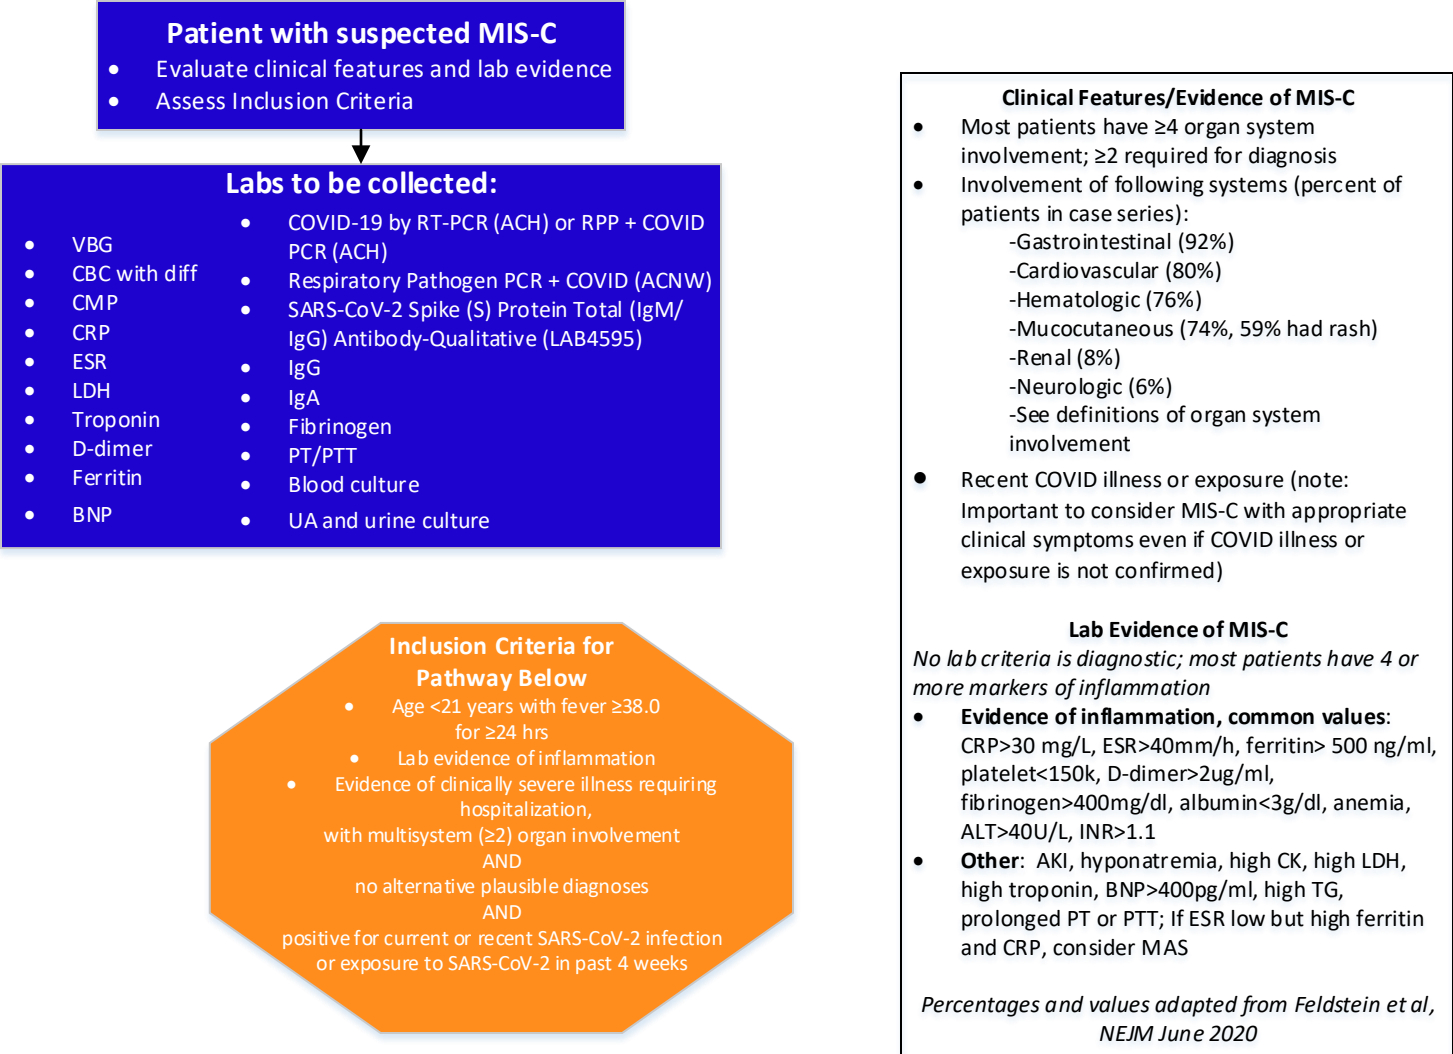 Patient with suspected MIS-C
• Evaluate clinical features and lab evidence
• Assess Inclusion Criteria
Labs to be collected:
• VBG
• CBC with diff
• CMP
• CRP
• ESR
• LDH
• Troponin
• D-dimer
• Ferritin
• BNP
• COVID-19 by RT-PCR (ACH) or RPP + COVID
PCR (ACH)
• Respiratory Pathogen PCR + COVID (ACNW)
• SARS-CoV-2 Spike (S) Protein Total (IgM/
IgG) Antibody-Qualitative (LAB4595)
• IgG
• IgA
• Fibrinogen
• PT/PTT
• Blood culture
• UA and urine culture
Inclusion Criteria for
Pathway Below
• Age <21 years with fever ≥38.0
for ≥24 hrs
• Lab evidence of inflammation
• Evidence of clinically severe illness requiring
hospitalization,
with multisystem (≥2) organ involvement
AND
no alternative plausible diagnoses
AND
positive for current or recent SARS-CoV-2 infection
or exposure to SARS-CoV-2 in past 4 weeks
Clinical Features/Evidence of MIS-C
• Most patients have ≥4 organ system
involvement; ≥2 required for diagnosis
• Involvement of following systems (percent of
patients in case series):
-Gastrointestinal (92%)
-Cardiovascular (80%)
-Hematologic (76%)
-Mucocutaneous (74%, 59% had rash)
-Renal (8%)
-Neurologic (6%)
-See definitions of organ system
involvement
• Recent COVID illness or exposure (note:
Important to consider MIS-C with appropriate
clinical symptoms even if COVID illness or
exposure is not confirmed)
Lab Evidence of MIS-C
No lab criteria is diagnostic; most patients have 4 or
more markers of inflammation
• Evidence of inflammation, common values:
CRP>30 mg/L, ESR>40mm/h, ferritin> 500 ng/ml,
platelet<150k, D-dimer>2ug/ml,
fibrinogen>400mg/dl, albumin<3g/dl, anemia,
ALT>40U/L, INR>1.1
• Other: AKI, hyponatremia, high CK, high LDH,
high troponin, BNP>400pg/ml, high TG,
prolonged PT or PTT; If ESR low but high ferritin
and CRP, consider MAS
Percentages and values adapted from Feldstein et al,
NEJM June 2020